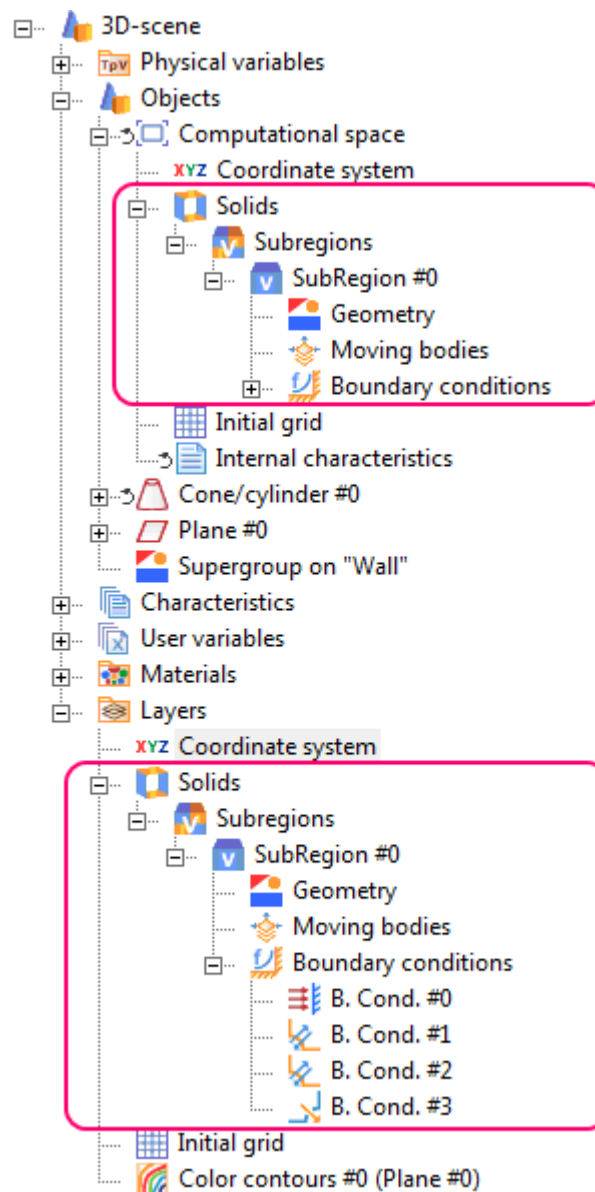 3D-scene
TpV Physical variables
Objects
Computational space
XYZ Coordinate system
Solids
V Subregions
V SubRegion #0
Geometry
Moving bodies
f Boundary conditions
Initial grid
Internal characteristics
Cone/cylinder #0
Plane #0
Supergroup on "Wall"
Characteristics
x User variables
Materials
Layers
XYZ Coordinate system
Solids
V Subregions
V SubRegion #0
Geometry
Moving bodies
f Boundary conditions
B. Cond. #0
B. Cond. #1
B. Cond. #2
B. Cond. #3
Initial grid
Color contours #0 (Plane #0)